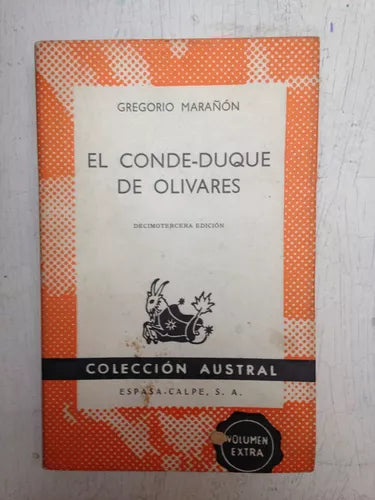 GREGORIO MARAÑÓN
EL CONDE-DUQUE
DE OLIVARES
DECIMOTERCERA EDICIÓN
COLECCIÓN AUSTRAL
ESPASA-CALPE, S. A.
VOLUMEN
EXTRA